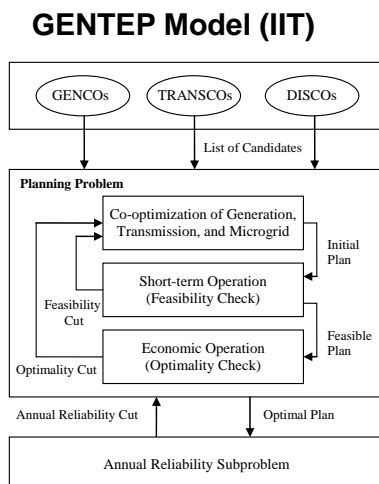 GENTEP Model (IIT)
GENCOs
TRANSCOs
DISCOs
List of Candidates
Planning Problem
Co-optimization of Generation,
Transmission, and Microgrid
Initial
Plan
Short-term Operation
(Feasibility Check)
Feasibility
Cut
Feasible
Plan
Economic Operation
(Optimality Check)
Optimality Cut
Annual Reliability Cut
Optimal Plan
Annual Reliability Subproblem